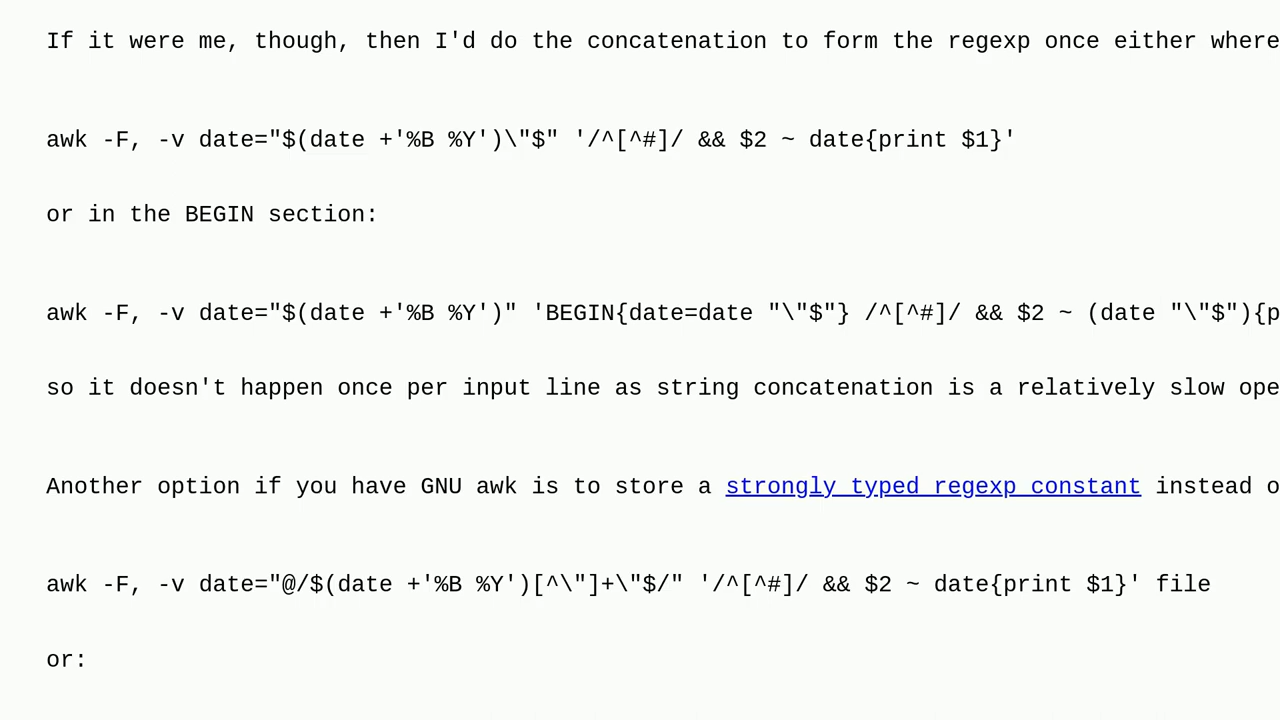 If it were me, though, then I'd do the concatenation to form the regexp once either where
awk -F, -v date="$(date +'%B %Y')\"$" '/^[^#]/ && $2 ~ date{print $1}'
or in the BEGIN section:
awk -F, -v date="$(date +'%B %Y')" 'BEGIN{date=date "\"$"} /^[^#]/ && $2 ~ (date "\"$"){p
so it doesn't happen once per input line as string concatenation is a relatively slow ope
Another option if you have GNU awk is to store a strongly typed regexp constant instead o
awk -F, -v date="@/$(date +'%B %Y')[^\"]+\"$/" '/^[^#]/ && $2 ~ date{print $1}' file
or: